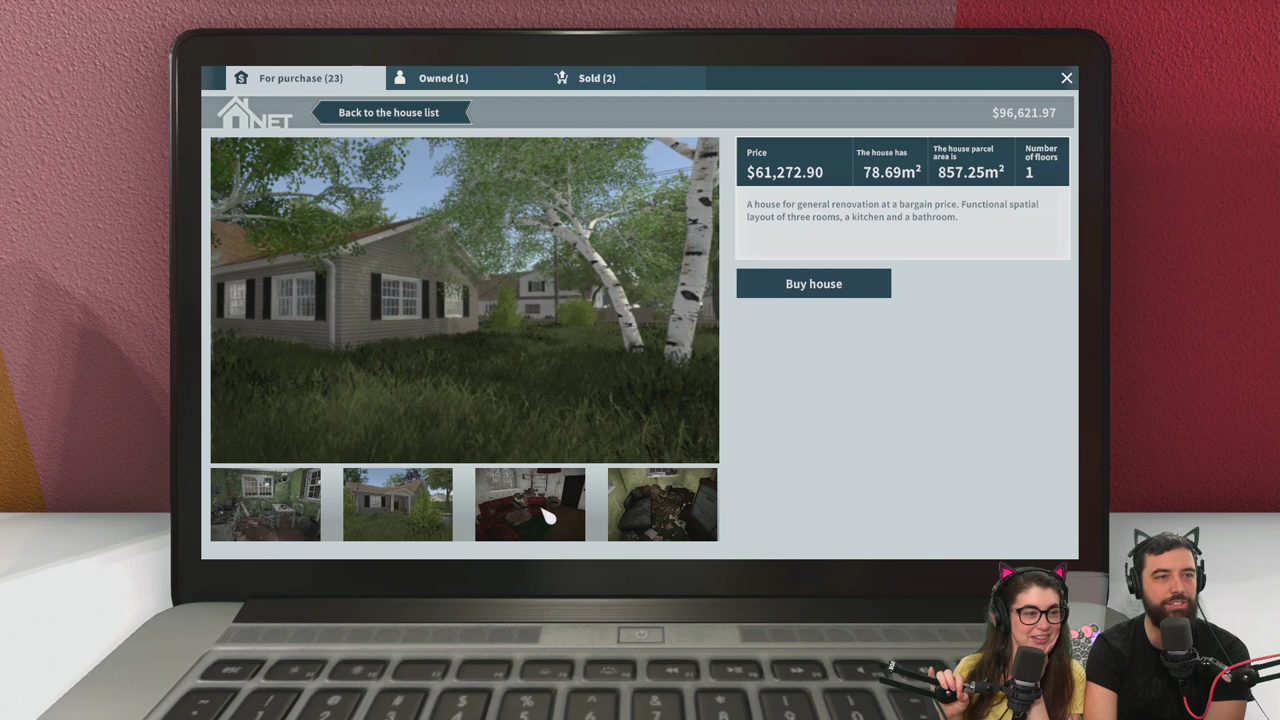 For purchase (23)
Owned (1)
Sold (2)
NET
Back to the house list
$96,621.97
Price
$61,272.90
The house has
78.69m²
The house parcel
area is
857.25m²
Number
of floors
1
A house for general renovation at a bargain price. Functional spatial
layout of three rooms, a kitchen and a bathroom.
Buy house